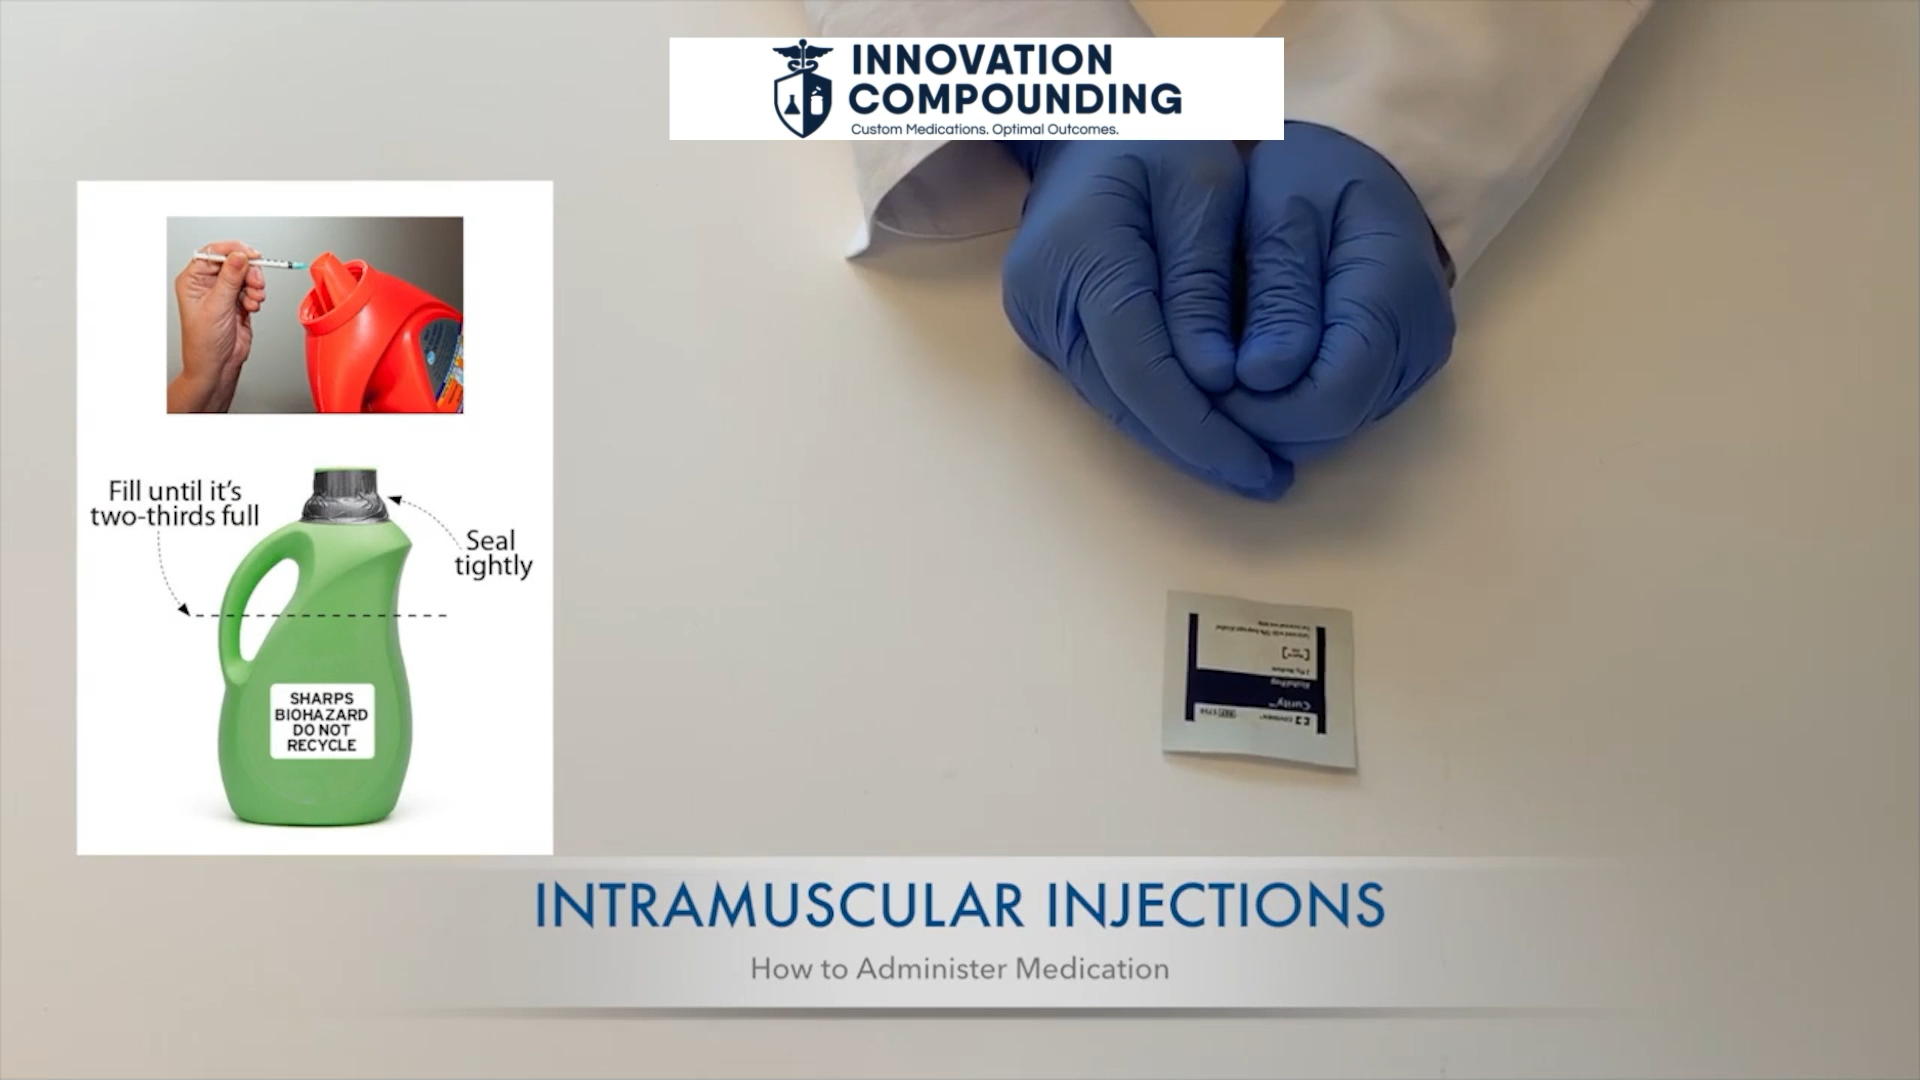 INNOVATION
COMPOUNDING
Custom Medications. Optimal Outcomes.
Fill until it's
two-thirds full
Seal
tightly
SHARPS
BIOHAZARD
DO NOT
RECYCLE
Curity™
INTRAMUSCULAR INJECTIONS
How to Administer Medication